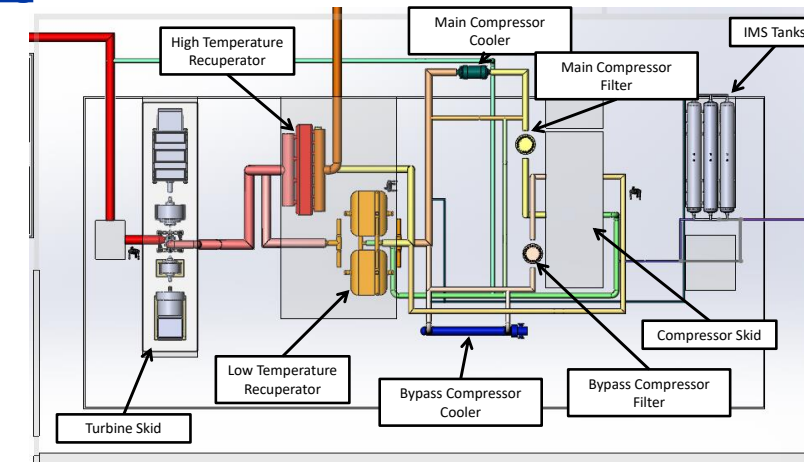 Main Compressor
Cooler
High Temperature
Recuperator
IMS Tanks
Main Compressor
Filter
Compressor Skid
Low Temperature
Recuperator
Bypass Compressor
Cooler
Bypass Compressor
Filter
Turbine Skid